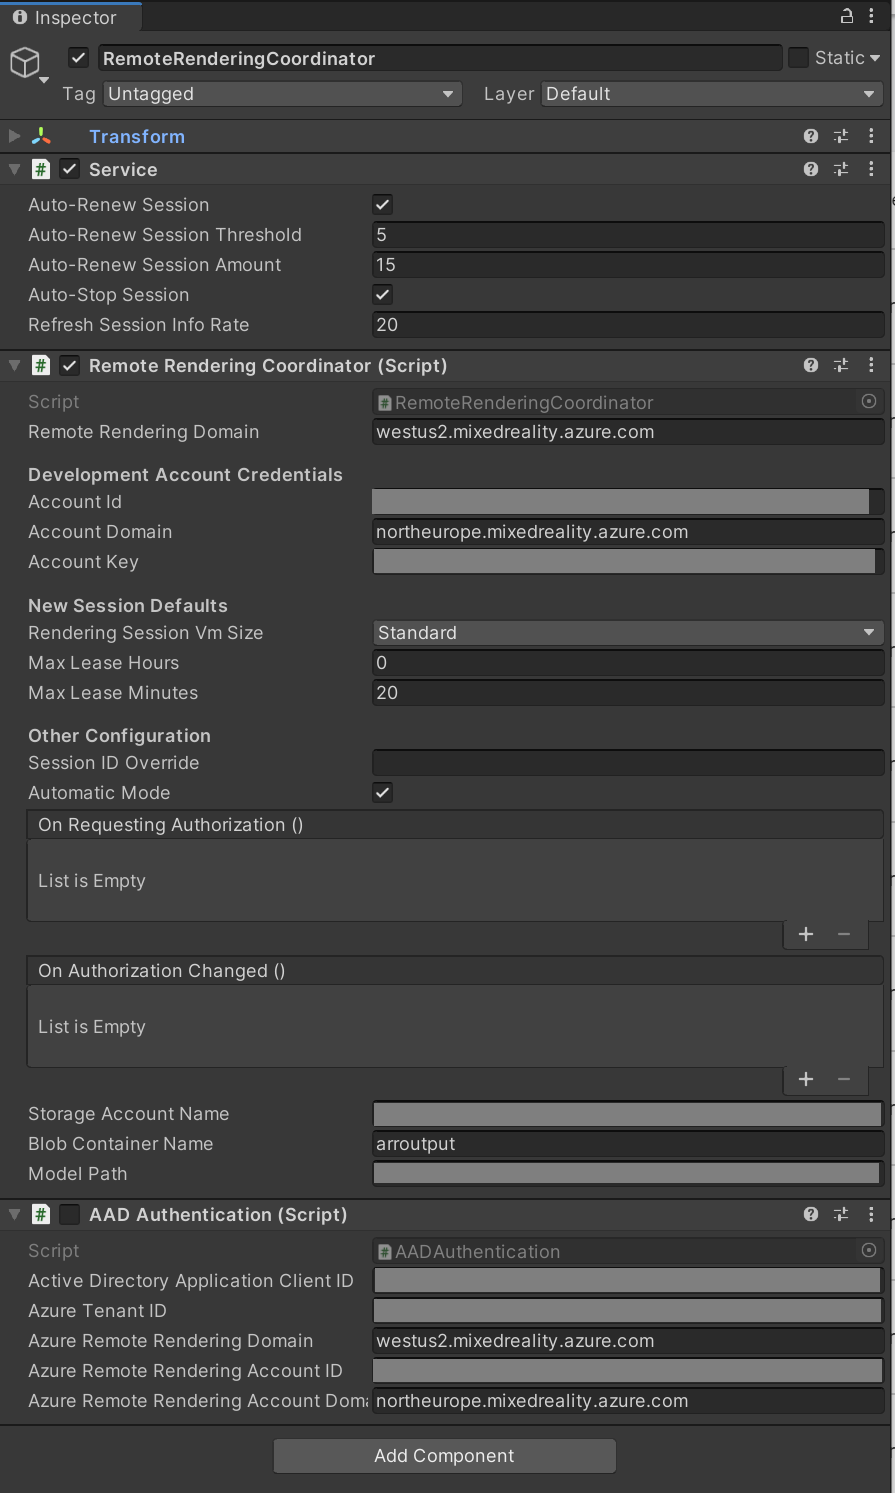 Inspector
RemoteRenderingCoordinator
Static
Tag Untagged Layer Default
Transform
# Service
Auto-Renew Session
Auto-Renew Session Threshold 5
Auto-Renew Session Amount 15
Auto-Stop Session
Refresh Session Info Rate 20
# Remote Rendering Coordinator (Script)
Script # RemoteRenderingCoordinator
Remote Rendering Domain westus2.mixedreality.azure.com
Development Account Credentials
Account Id
Account Domain northeurope.mixedreality.azure.com
Account Key
New Session Defaults
Rendering Session Vm Size Standard
Max Lease Hours 0
Max Lease Minutes 20
Other Configuration
Session ID Override
Automatic Mode
On Requesting Authorization ()
List is Empty
+ −
On Authorization Changed ()
List is Empty
+ −
Storage Account Name
Blob Container Name arroutput
Model Path
# AAD Authentication (Script)
Script # AADAuthentication
Active Directory Application Client ID
Azure Tenant ID
Azure Remote Rendering Domain westus2.mixedreality.azure.com
Azure Remote Rendering Account ID
Azure Remote Rendering Account Doma northeurope.mixedreality.azure.com
Add Component